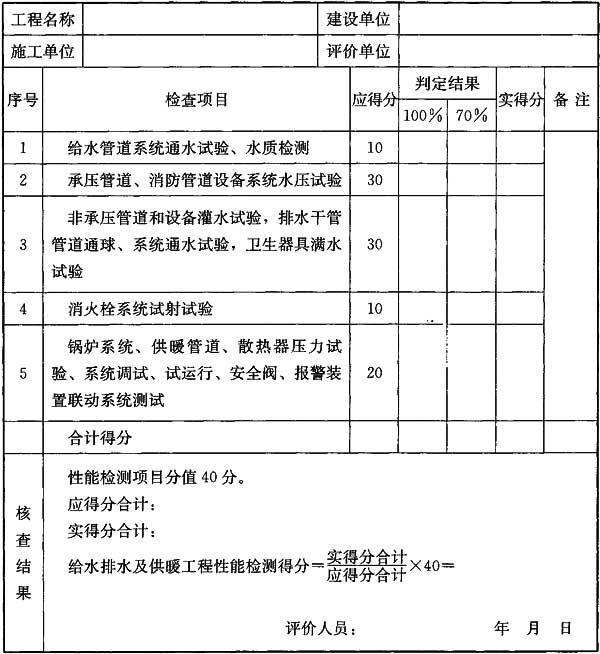 工程名称 建设单位
施工单位 评价单位
序号 检查项目 应得分 判定结果 实得分 备注
100% 70%
1 给水管道系统通水试验、水质检测 10
2 承压管道、消防管道设备系统水压试验 30
非承压管道和设备灌水试验，排水干管
3 管道通球、系统通水试验，卫生器具满水 30
试验
4 消火栓系统试射试验 10
锅炉系统、供暖管道、散热器压力试
5 验、系统调试、试运行、安全阀、报警装 20
置联动系统测试
合计得分
核查结果
性能检测项目分值40分。
应得分合计：
实得分合计：
给水排水及供暖工程性能检测得分=实得分合计/应得分合计×40=
评价人员： 年 月 日